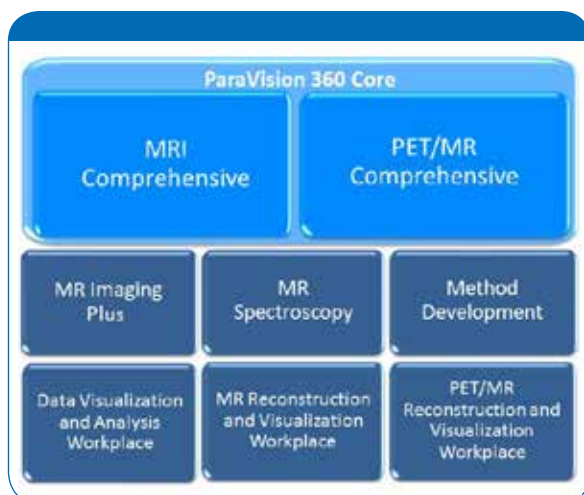 ParaVision 360 Core
MRI
Comprehensive
PET/MR
Comprehensive
MR Imaging
Plus
MR
Spectroscopy
Method
Development
Data Visualization
and Analysis
Workplace
MR Reconstruction
and Visualization
Workplace
PET/MR
Reconstruction and
Visualization
Workplace